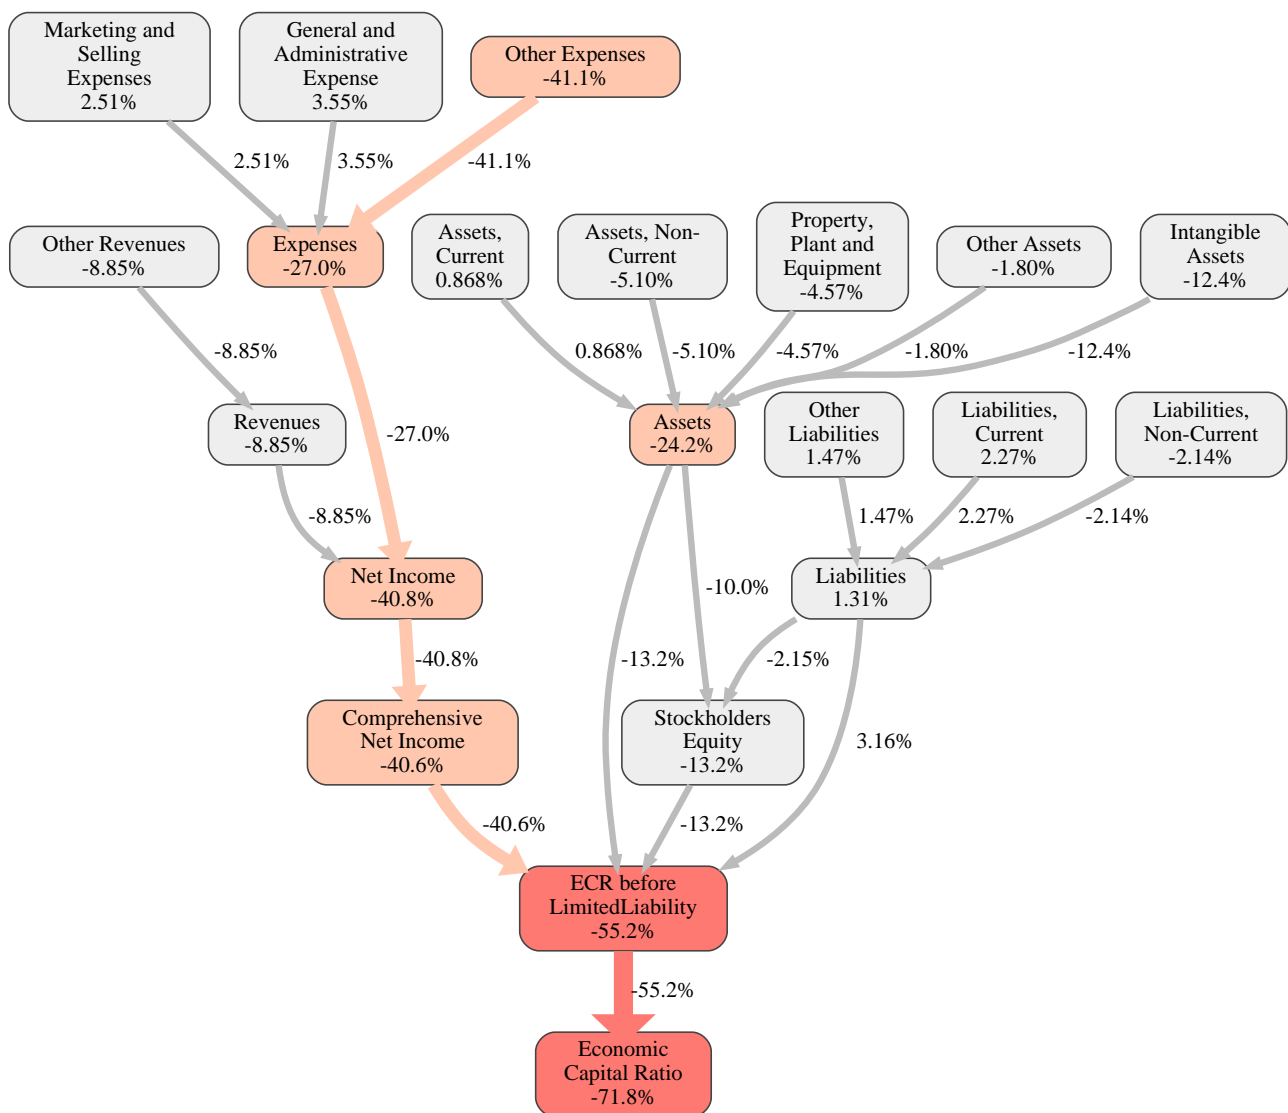 Marketing and
Selling
Expenses
2.51%
General and
Administrative
Expense
3.55%
Other Expenses
-41.1%
2.51%
3.55%
-41.1%
Other Revenues
-8.85%
Expenses
-27.0%
Assets,
Current
0.868%
Assets, Non-
Current
-5.10%
Property,
Plant and
Equipment
-4.57%
Other Assets
-1.80%
Intangible
Assets
-12.4%
-8.85%
0.868%
-5.10%
-4.57%
-1.80%
-12.4%
Revenues
-8.85%
-27.0%
Assets
-24.2%
Other
Liabilities
1.47%
Liabilities,
Current
2.27%
Liabilities,
Non-Current
-2.14%
-8.85%
1.47%
2.27%
-2.14%
Net Income
-40.8%
-10.0%
Liabilities
1.31%
-40.8%
-13.2%
-2.15%
Comprehensive
Net Income
-40.6%
Stockholders
Equity
-13.2%
3.16%
-40.6%
-13.2%
ECR before
LimitedLiability
-55.2%
-55.2%
Economic
Capital Ratio
-71.8%